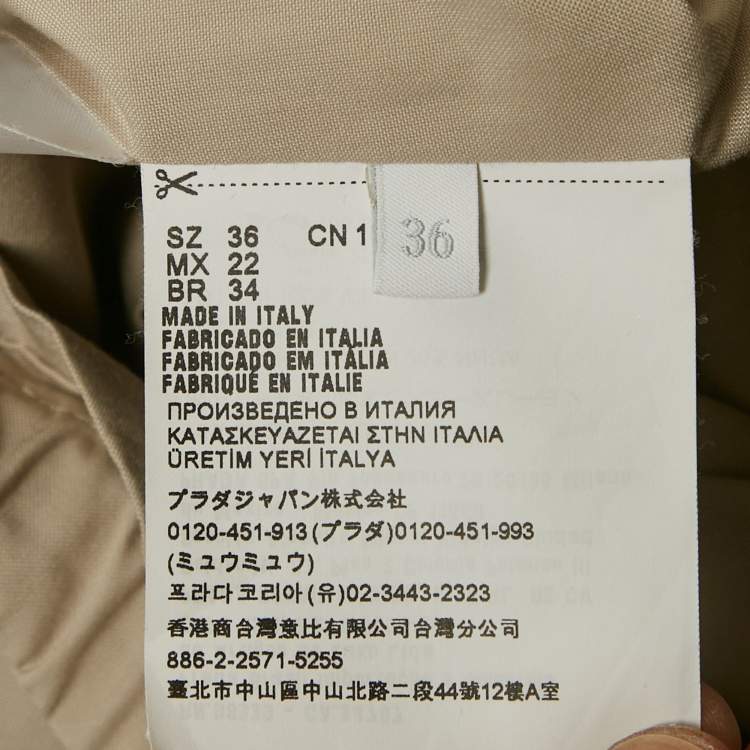 SZ 36 CN 1
36
MX 22
BR 34
MADE IN ITALY
FABRICADO EN ITALIA
FABRICADO EM ITÀLIA
FABRIQUÉ EN ITALIE
ПРОИЗВЕДЕНО В ИТАЛИЯ
ΚΑΤΑΣΚΕΥΑΖΕΤΑΙ ΣΤΗΝ ΙΤΑΛΙΑ
ÜRETİM YERİ İTALYA
プラダジャパン株式会社
0120-451-913(プラダ)0120-451-993
(ミュウミュウ)
프라다코리아(유)02-3443-2323
香港商台灣意比有限公司台灣分公司
886-2-2571-5255
臺北市中山區中山北路二段44號12樓A室